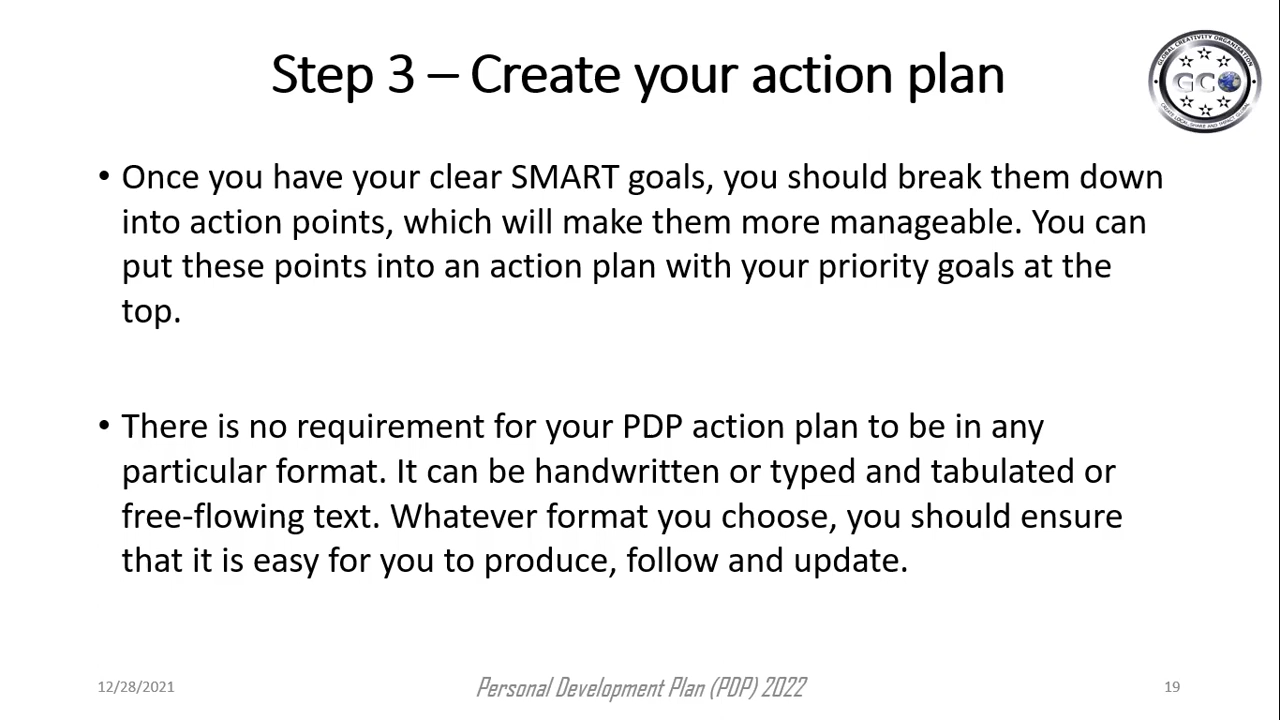 Step 3 – Create your action plan
GLOBAL CREATIVITY ORGANISATION
GCO
• Once you have your clear SMART goals, you should break them down
into action points, which will make them more manageable. You can
put these points into an action plan with your priority goals at the
top.
• There is no requirement for your PDP action plan to be in any
particular format. It can be handwritten or typed and tabulated or
free-flowing text. Whatever format you choose, you should ensure
that it is easy for you to produce, follow and update.
12/28/2021
Personal Development Plan (PDP) 2022
19